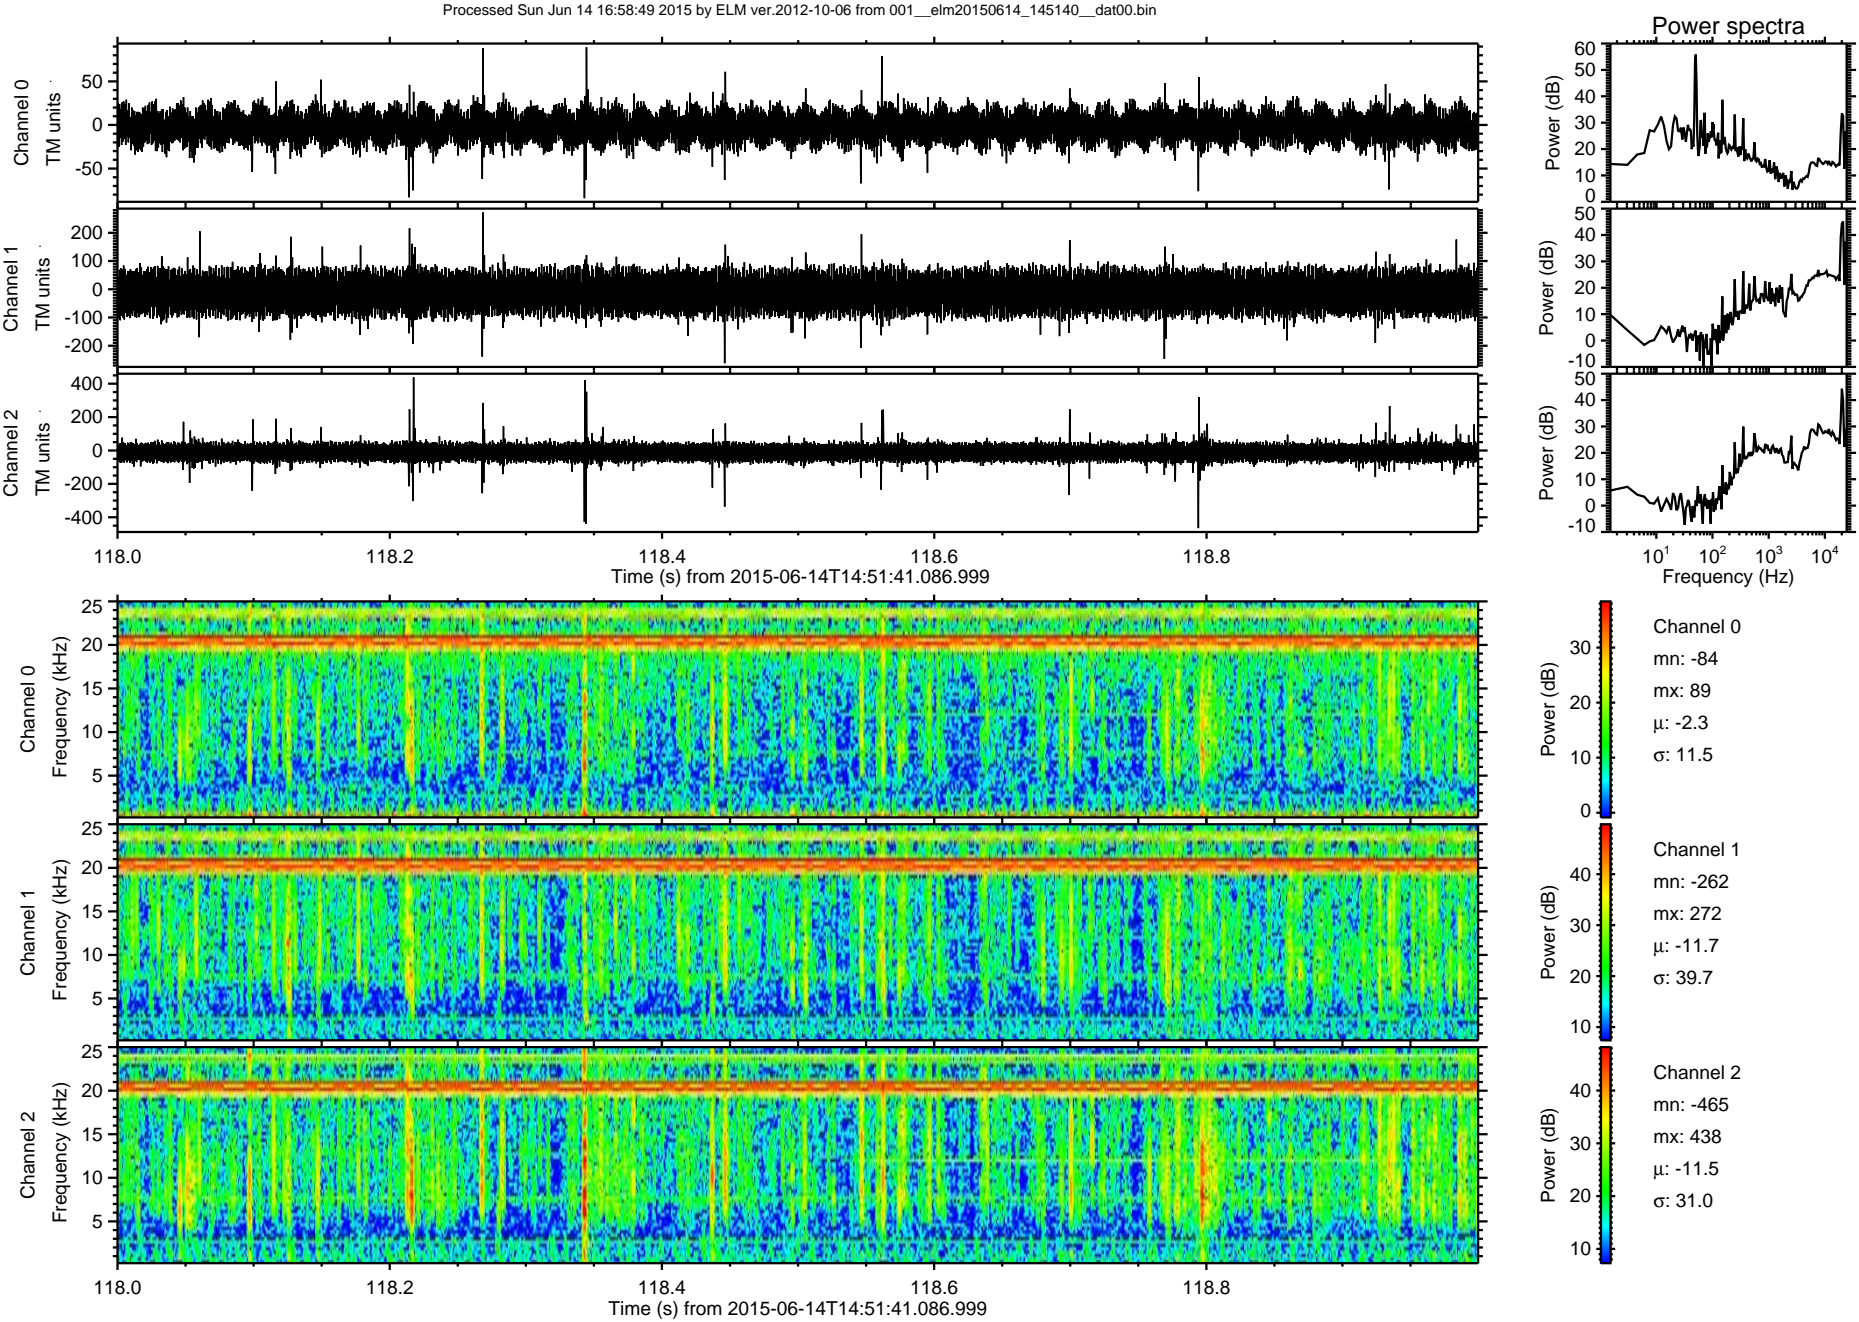 Processed Sun Jun 14 16:58:49 2015 by ELM ver.2012-10-06 from 001__elm20150614_145140__dat00.bin
Power spectra
Channel 0
TM units
50
0
-50
Power (dB)
60
50
40
30
20
10
0
Channel 1
TM units
200
100
0
-100
-200
Power (dB)
50
40
30
20
10
0
-10
Channel 2
TM units
400
200
0
-200
-400
Power (dB)
50
40
30
20
10
0
-10
118.0 118.2 118.4 118.6 118.8
Time (s) from 2015-06-14T14:51:41.086.999
10¹ 10² 10³ 10⁴
Frequency (Hz)
Channel 0
Frequency (kHz)
25
20
15
10
5
Power (dB)
30
20
10
0
Channel 0
mn: -84
mx: 89
μ: -2.3
σ: 11.5
Channel 1
Frequency (kHz)
25
20
15
10
5
Power (dB)
40
30
20
10
Channel 1
mn: -262
mx: 272
μ: -11.7
σ: 39.7
Channel 2
Frequency (kHz)
25
20
15
10
5
Power (dB)
40
30
20
10
Channel 2
mn: -465
mx: 438
μ: -11.5
σ: 31.0
118.0 118.2 118.4 118.6 118.8
Time (s) from 2015-06-14T14:51:41.086.999